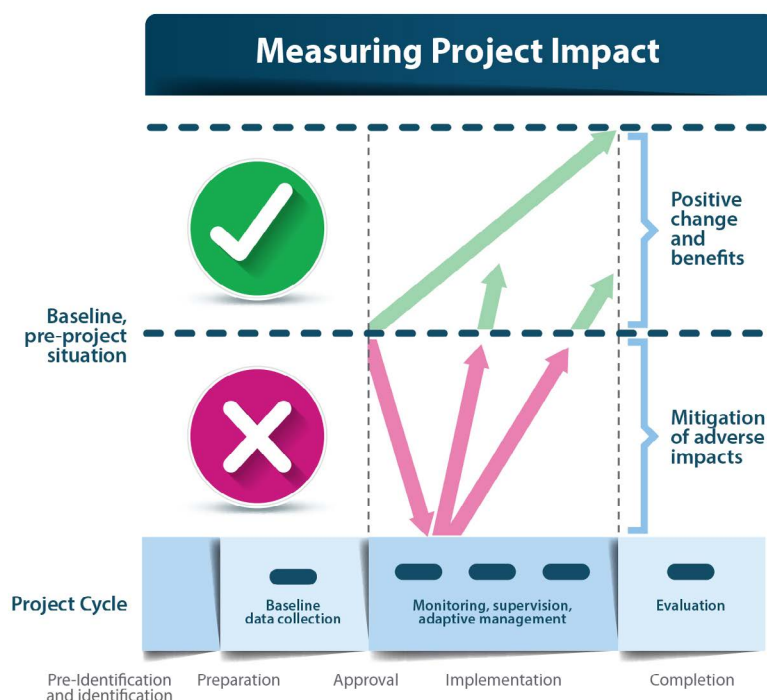 Measuring Project Impact
Positive
change
and
benefits
Baseline,
pre-project
situation
Mitigation
of adverse
impacts
Project Cycle
Baseline
data collection
Monitoring, supervision,
adaptive management
Evaluation
Pre-Identification
and identification
Preparation
Approval
Implementation
Completion